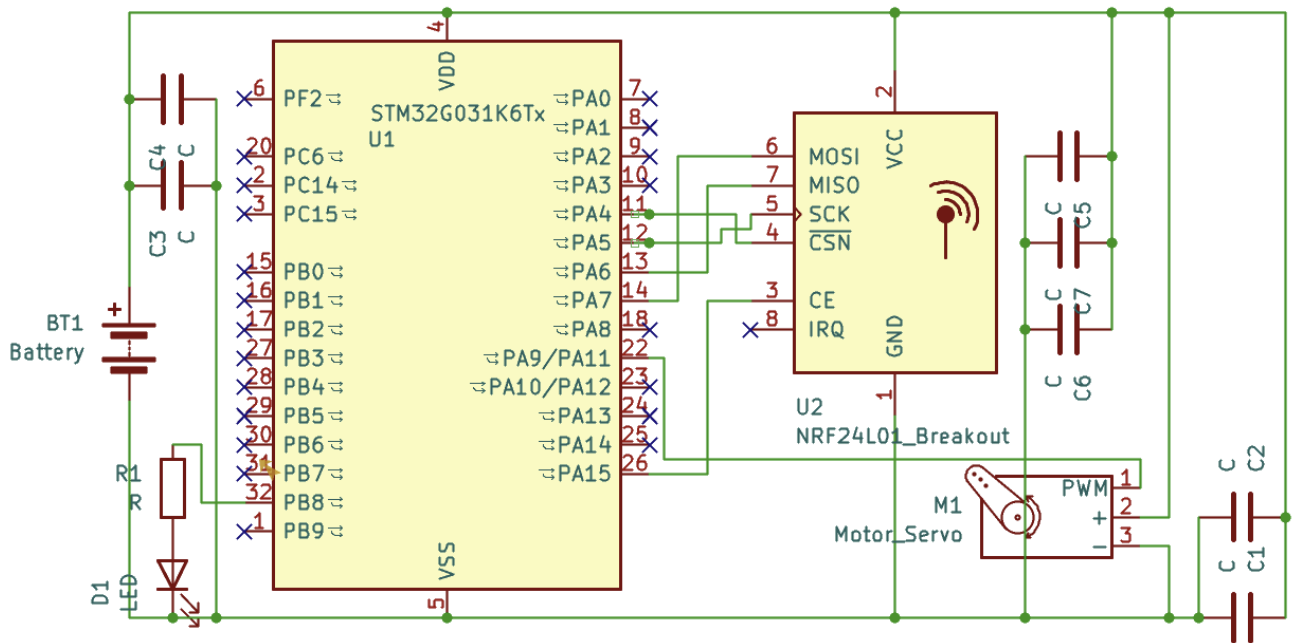 4
VDD
6 PF2
STM32G031K6Tx
U1
PA0 7
PA1 8
20 PC6
PA2 9
2 PC14
PA3 10
3 PC15
PA4 11
PA5 12
15 PB0
PA6 13
16 PB1
PA7 14
17 PB2
PA8 18
27 PB3
PA9/PA11 22
28 PB4
PA10/PA12 23
29 PB5
PA13 24
30 PB6
PA14 25
31 PB7
PA15 26
32 PB8
1 PB9
VSS
5
C4 C
C3 C
+
BT1
Battery
R1
R
D1
LED
2
VCC
6 MOSI
7 MISO
5 SCK
4 CSN
3 CE
8 IRQ
GND
1
U2
NRF24L01_Breakout
C C5
C C7
C C6
M1
Motor_Servo
PWM 1
+ 2
− 3
C C2
C C1